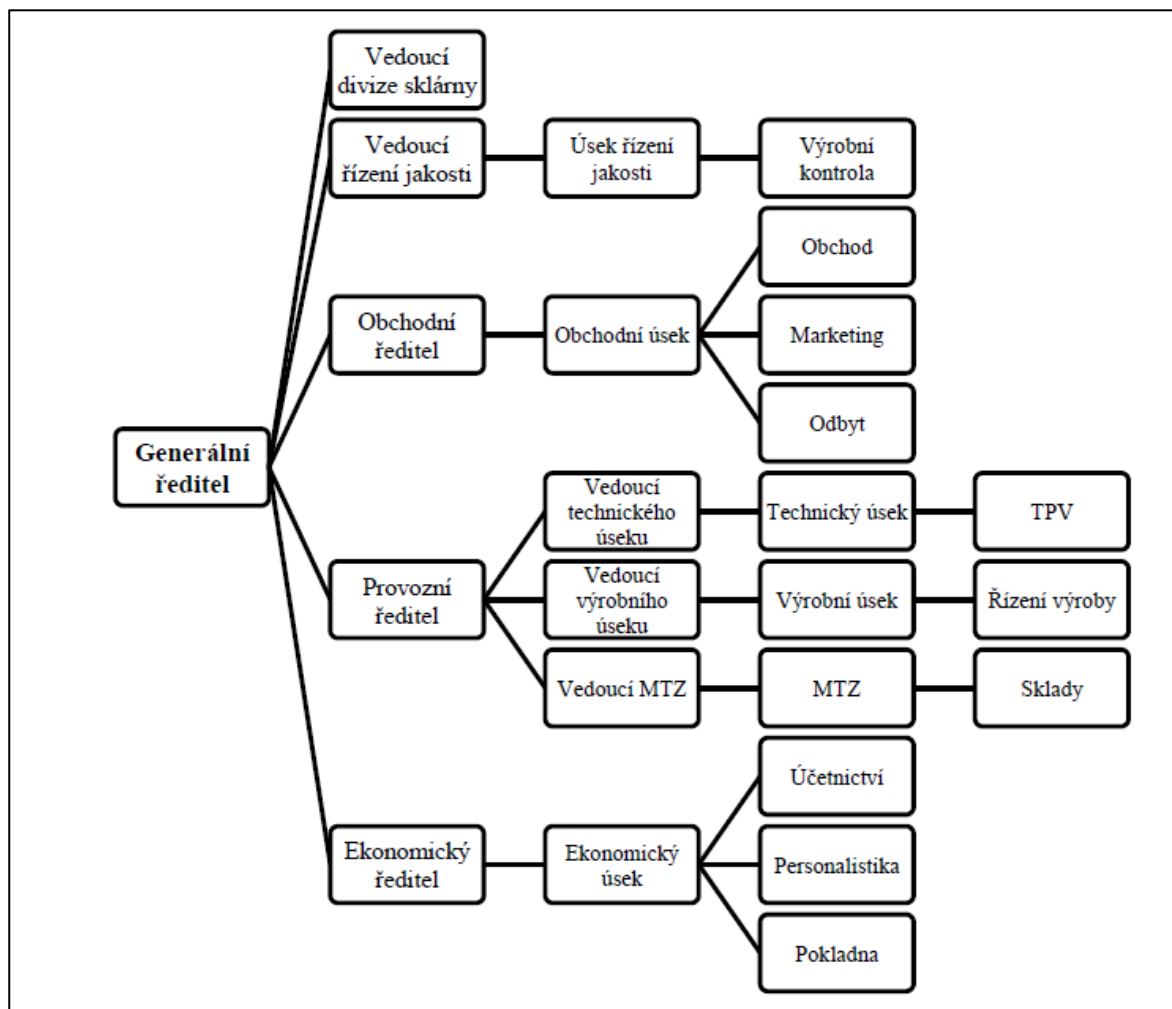 Vedoucí
divize sklárny
Vedoucí
řízení jakosti
Úsek řízení
jakosti
Výrobní
kontrola
Obchod
Obchodní
ředitel
Obchodní úsek
Marketing
Odbyt
Generální
ředitel
Vedoucí
technického
úseku
Technický úsek
TPV
Provozní
ředitel
Vedoucí
výrobního
úseku
Výrobní úsek
Řízení výroby
Vedoucí MTZ
MTZ
Sklady
Účetnictví
Ekonomický
ředitel
Ekonomický
úsek
Personalistika
Pokladna